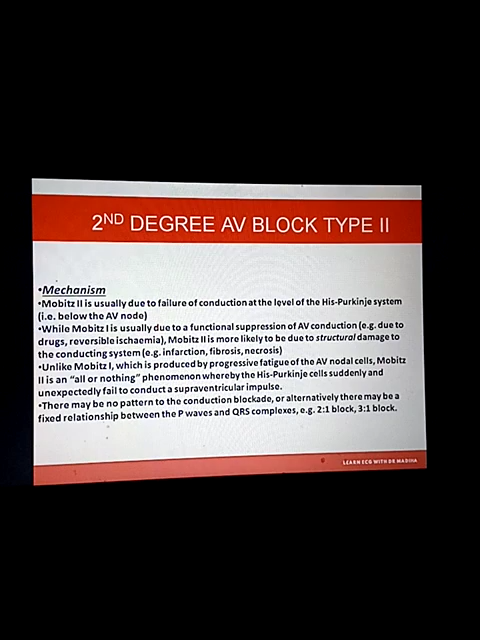 2ND DEGREE AV BLOCK TYPE II
•Mechanism
•Mobitz II is usually due to failure of conduction at the level of the His-Purkinje system
(i.e. below the AV node)
•While Mobitz I is usually due to a functional suppression of AV conduction (e.g. due to
drugs, reversible ischaemia), Mobitz II is more likely to be due to structural damage to
the conducting system (e.g. infarction, fibrosis, necrosis)
•Unlike Mobitz I, which is produced by progressive fatigue of the AV nodal cells, Mobitz
II is an "all or nothing" phenomenon whereby the His-Purkinje cells suddenly and
unexpectedly fail to conduct a supraventricular impulse.
•There may be no pattern to the conduction blockade, or alternatively there may be a
fixed relationship between the P waves and QRS complexes, e.g. 2:1 block, 3:1 block.
LEARN ECG WITH DR MADIHA